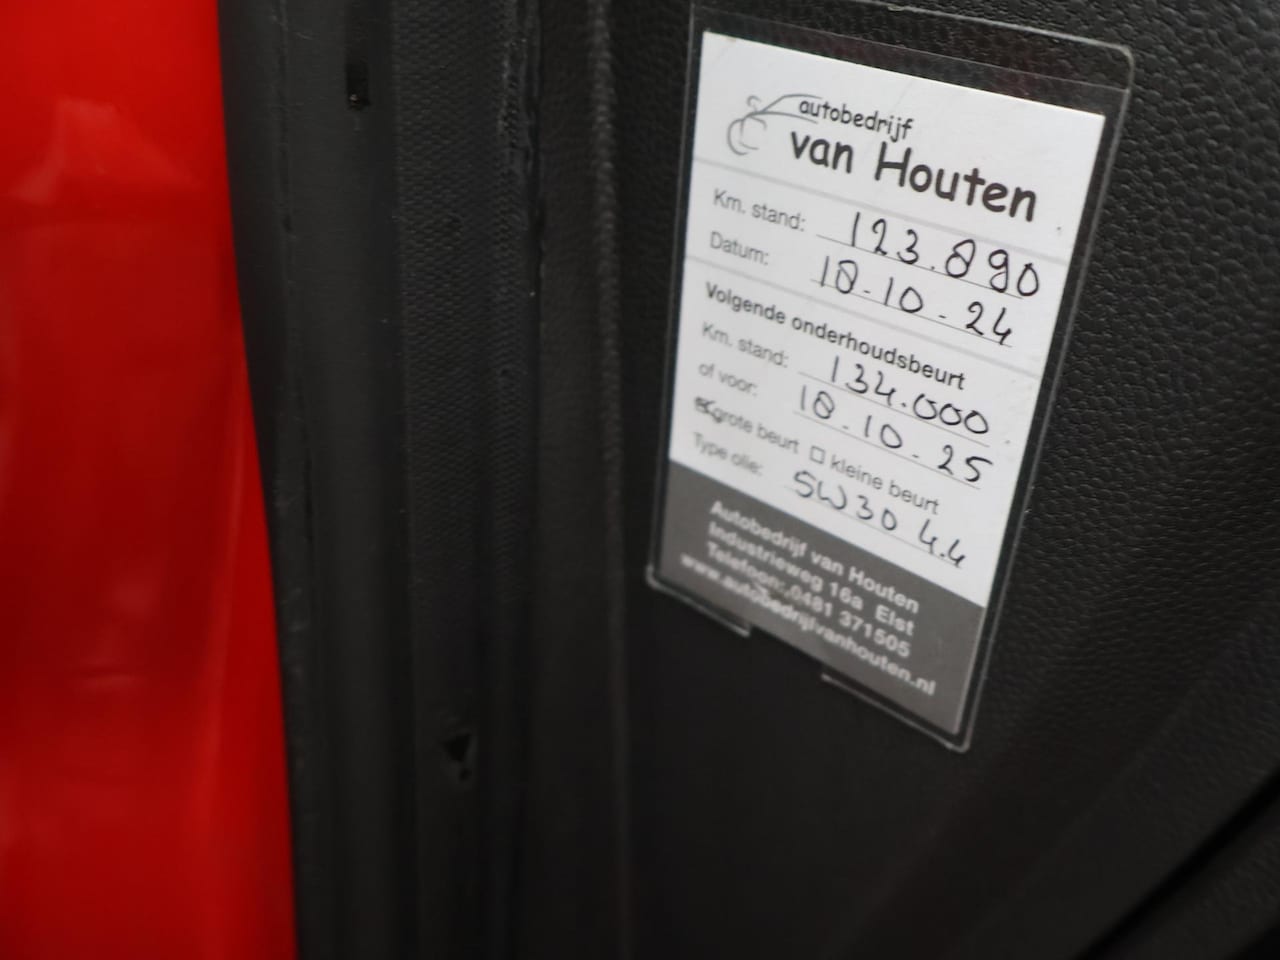 autobedrijf
van Houten
Km. stand: 123.890
Datum: 18-10-24
Volgende onderhoudsbeurt
Km. stand: 134.000
of voor: 18-10-25
grote beurt ☐ kleine beurt
Type olie: 5W30 4.4
Autobedrijf van Houten
Industrieweg 16a Elst
Telefoon: 0481 371505
www.autobedrijfvanhouten.nl